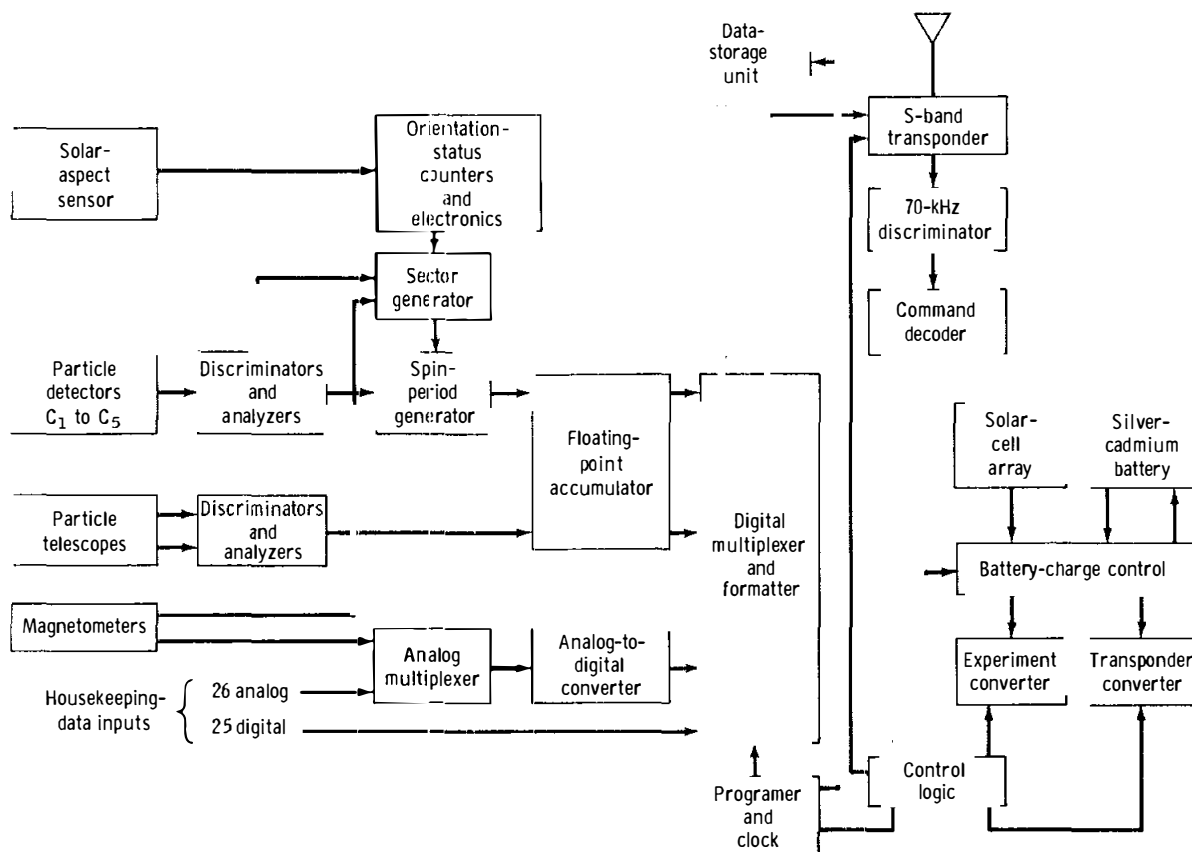 Data-
storage
unit
S-band
transponder
Solar-
aspect
sensor
Orientation-
status
counters
and
electronics
70-kHz
discriminator
Sector
generator
Command
decoder
Particle
detectors
C1 to C5
Discriminators
and
analyzers
Spin-
period
generator
Floating-
point
accumulator
Solar-
cell
array
Silver-
cadmium
battery
Particle
telescopes
Discriminators
and
analyzers
Digital
multiplexer
and
formatter
Battery-charge control
Magnetometers
Analog
multiplexer
Analog-to-
digital
converter
Experiment
converter
Transponder
converter
Housekeeping-
data inputs
26 analog
25 digital
Programer
and
clock
Control
logic